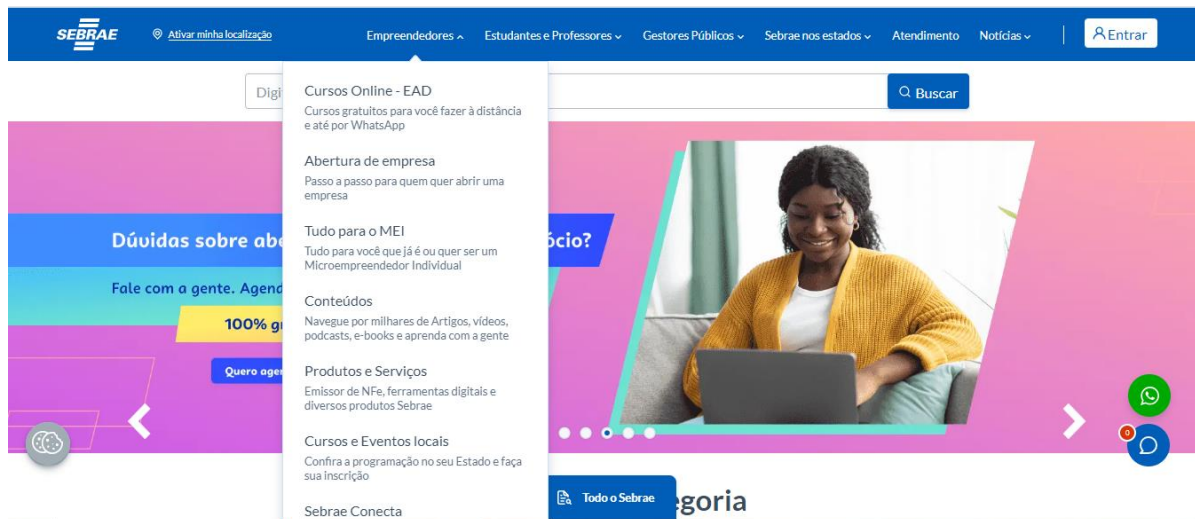 SEBRAE
Ativar minha localização
Empreendedores
Estudantes e Professores
Gestores Públicos
Sebrae nos estados
Atendimento
Notícias
Entrar
Buscar
Cursos Online - EAD
Cursos gratuitos para você fazer à distância
e até por WhatsApp
Abertura de empresa
Passo a passo para quem quer abrir uma
empresa
Tudo para o MEI
Tudo para você que já é ou quer ser um
Microempreendedor Individual
Conteúdos
Navegue por milhares de Artigos, vídeos,
podcasts, e-books e aprenda com a gente
Produtos e Serviços
Emissor de NFe, ferramentas digitais e
diversos produtos Sebrae
Cursos e Eventos locais
Confira a programação no seu Estado e faça
sua inscrição
Sebrae Conecta
Dúvidas sobre
Fale com a gente.
100%
Quero
0
Todo o Sebrae